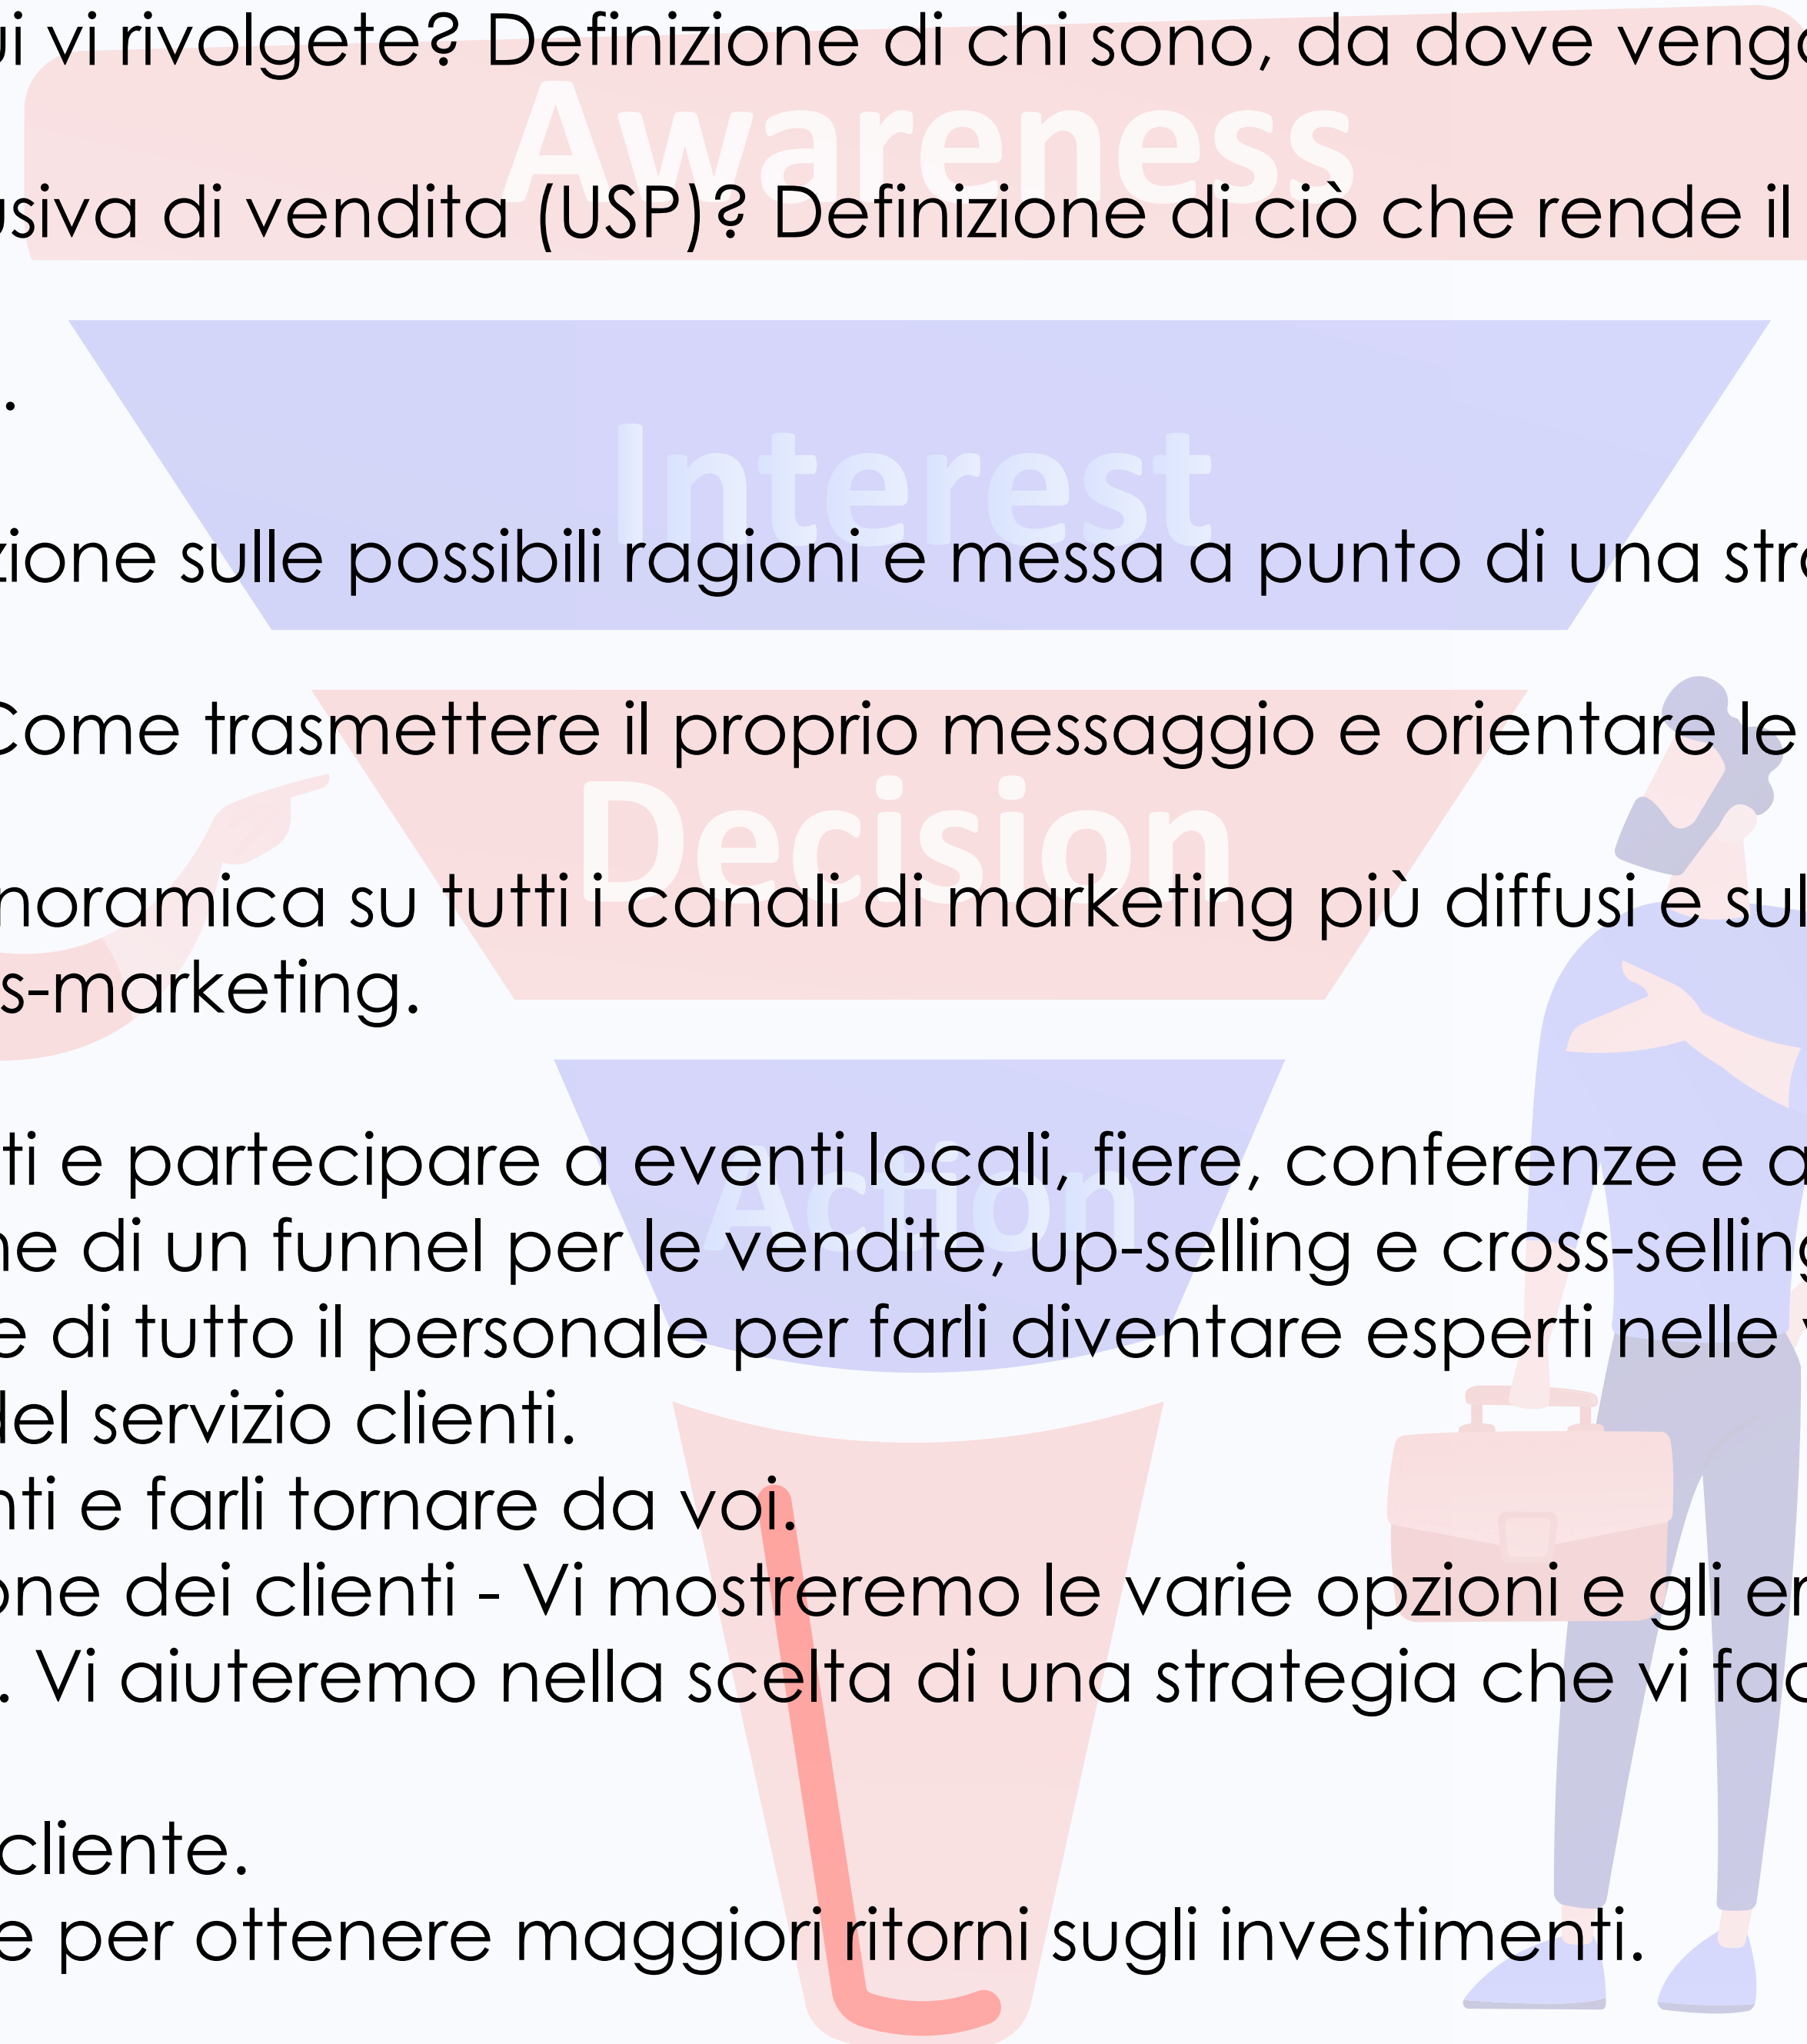 ui vi rivolgete? Definizione di chi sono, da dove vengo
Awareness
usiva di vendita (USP)? Definizione di ciò che rende il
.
Interest
zione sulle possibili ragioni e messa a punto di una stra
Come trasmettere il proprio messaggio e orientare le
Decision
noramica su tutti i canali di marketing più diffusi e sul
s-marketing.
ti e partecipare a eventi locali, fiere, conferenze e a
Action
ne di un funnel per le vendite, up-selling e cross-selling
e di tutto il personale per farli diventare esperti nelle v
del servizio clienti.
nti e farli tornare da voi.
one dei clienti - Vi mostreremo le varie opzioni e gli er
. Vi aiuteremo nella scelta di una strategia che vi fac
cliente.
e per ottenere maggiori ritorni sugli investimenti.